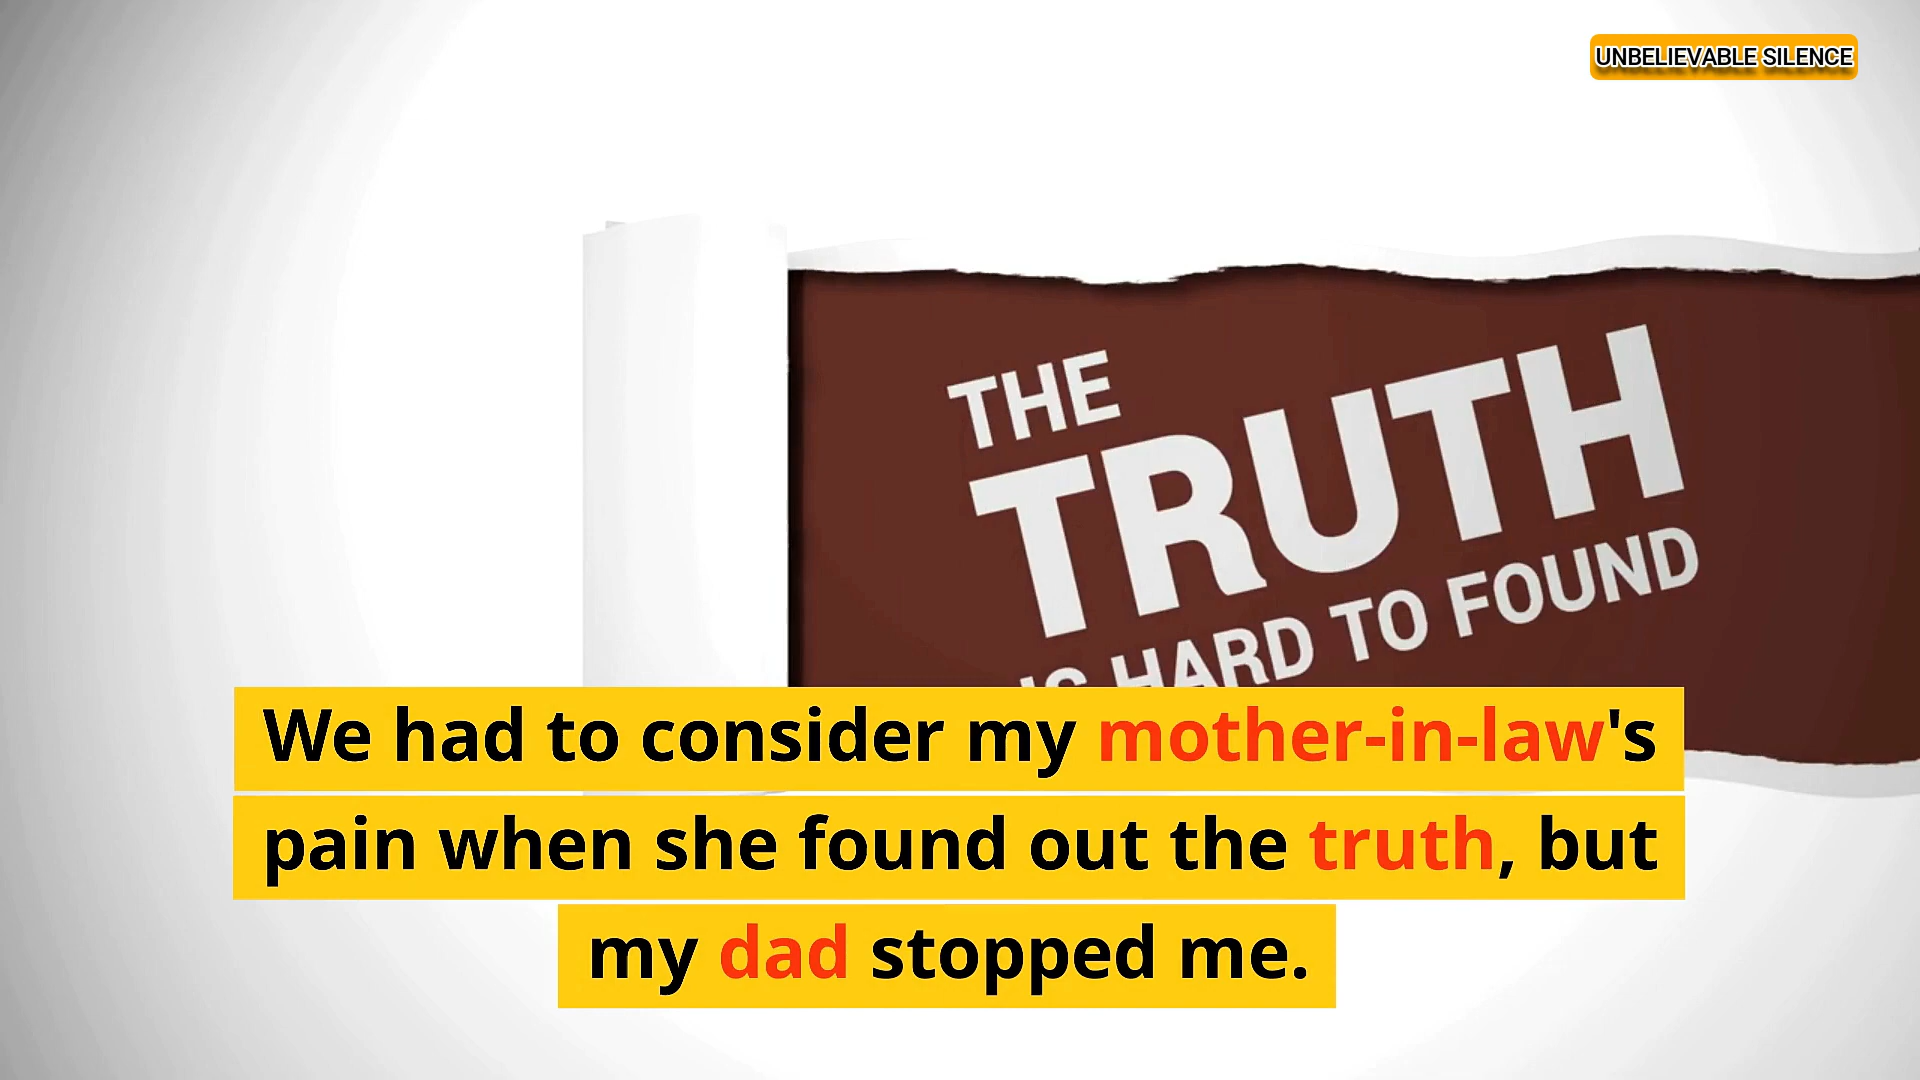 UNBELIEVABLE SILENCE
THE
TRUTH
IS HARD TO FOUND
We had to consider my mother-in-law's
pain when she found out the truth, but
my dad stopped me.